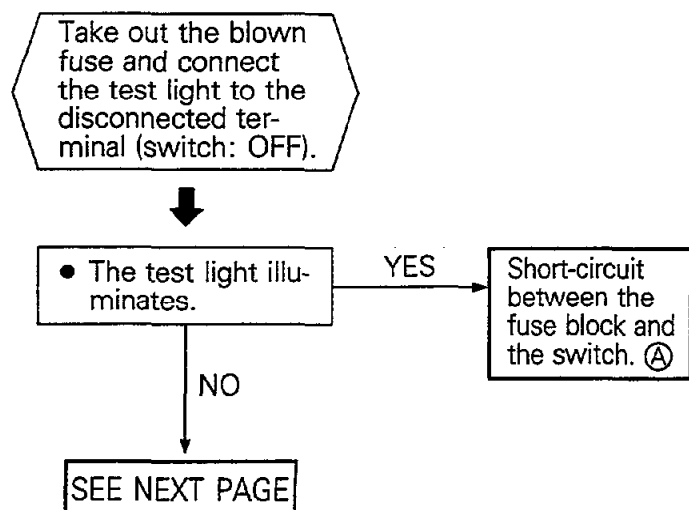 Take out the blown
fuse and connect
the test light to the
disconnected ter-
minal (switch: OFF).
● The test light illu-
minates.
YES
Short-circuit
between the
fuse block and
the switch. Ⓐ
NO
SEE NEXT PAGE